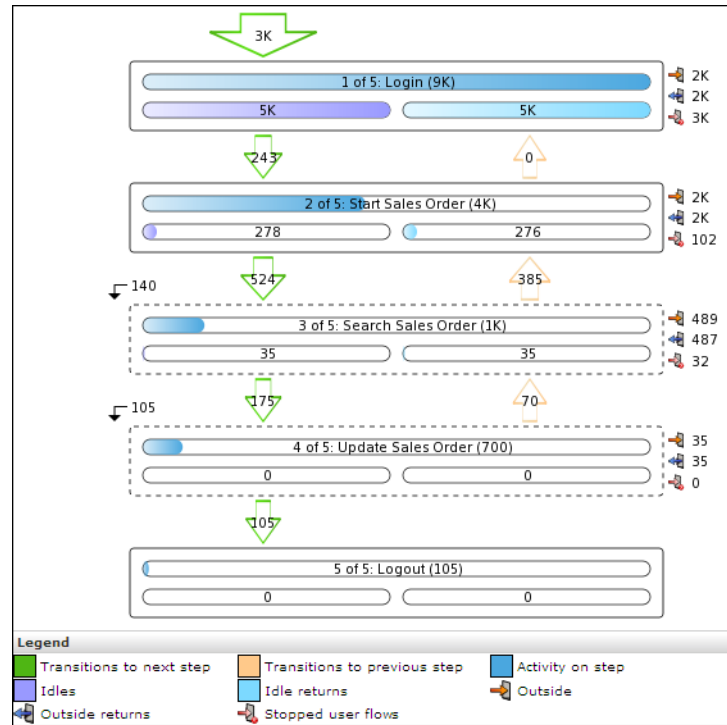 3K
1 of 5: Login (9K)
5K 5K
2K
2K
3K
243 0
2 of 5: Start Sales Order (4K)
278 276
2K
2K
102
524 385
140
3 of 5: Search Sales Order (1K)
35 35
489
487
32
175 70
105
4 of 5: Update Sales Order (700)
0 0
35
35
0
105
5 of 5: Logout (105)
0 0
Legend
Transitions to next step Transitions to previous step Activity on step
Idles Idle returns Outside
Outside returns Stopped user flows